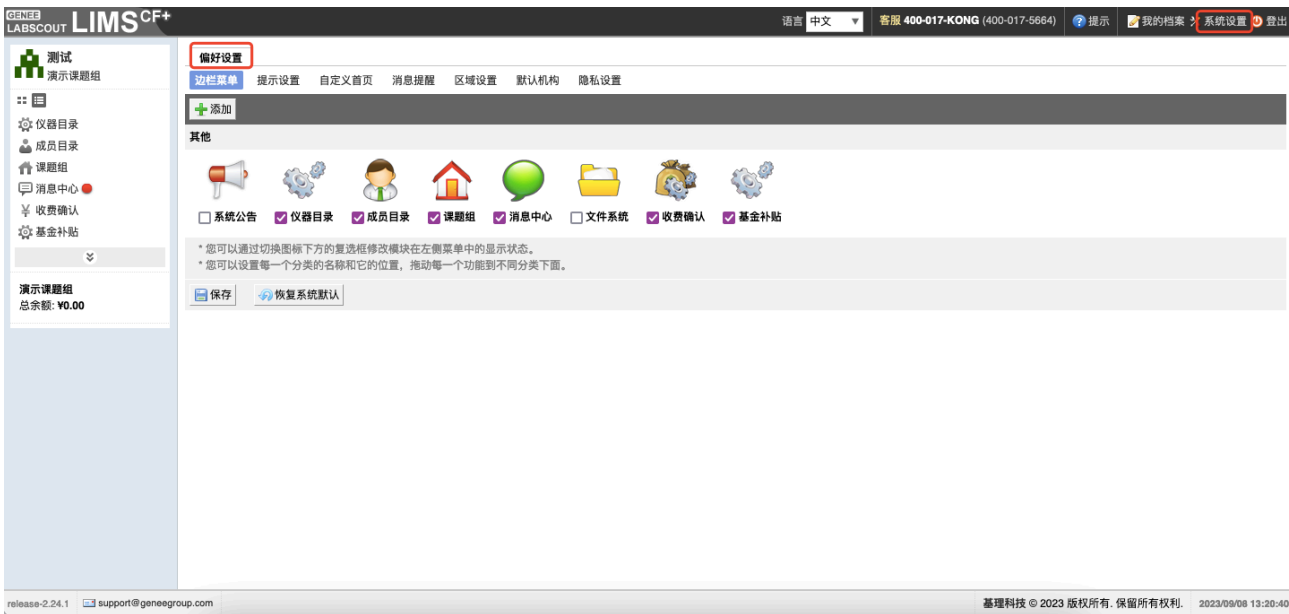 GENEE
LABSCOUT LIMS CF+
语言 中文 客服 400-017-KONG (400-017-5664) 提示 我的档案 系统设置 登出
测试
演示课题组
仪器目录
成员目录
课题组
消息中心
收费确认
基金补贴
演示课题组
总余额: ¥0.00
偏好设置
边栏菜单 提示设置 自定义首页 消息提醒 区域设置 默认机构 隐私设置
添加
其他
系统公告 仪器目录 成员目录 课题组 消息中心 文件系统 收费确认 基金补贴
* 您可以通过切换图标下方的复选框修改模块在左侧菜单中的显示状态。
* 您可以设置每一个分类的名称和它的位置，拖动每一个功能到不同分类下面。
保存 恢复系统默认
release-2.24.1 support@geneegroup.com 基理科技 © 2023 版权所有. 保留所有权利. 2023/09/08 13:20:40